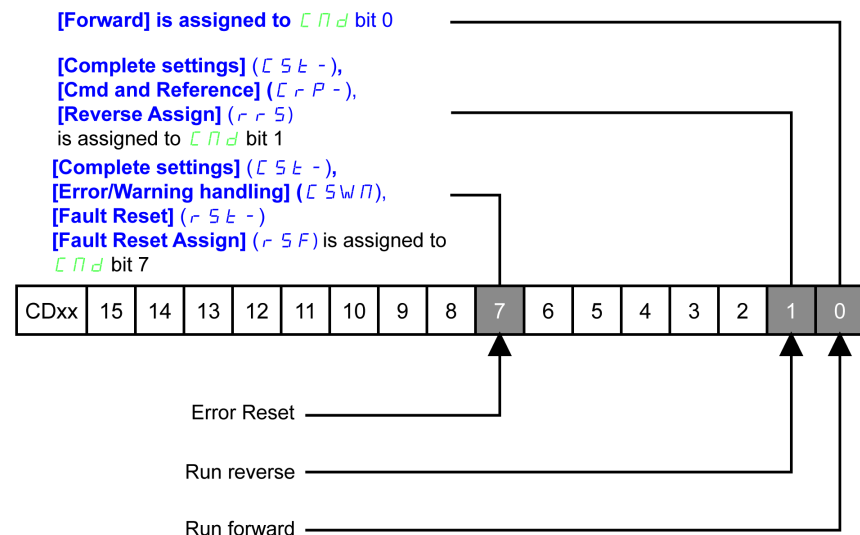 [Forward] is assigned to CMd bit 0
[Complete settings] (CSt-),
[Cmd and Reference] (CrP-),
[Reverse Assign] (rrS)
is assigned to CMd bit 1
[Complete settings] (CSt-),
[Error/Warning handling] (CSWM),
[Fault Reset] (rSt-)
[Fault Reset Assign] (rSF) is assigned to
CMd bit 7
CDxx 15 14 13 12 11 10 9 8 7 6 5 4 3 2 1 0
Error Reset
Run reverse
Run forward